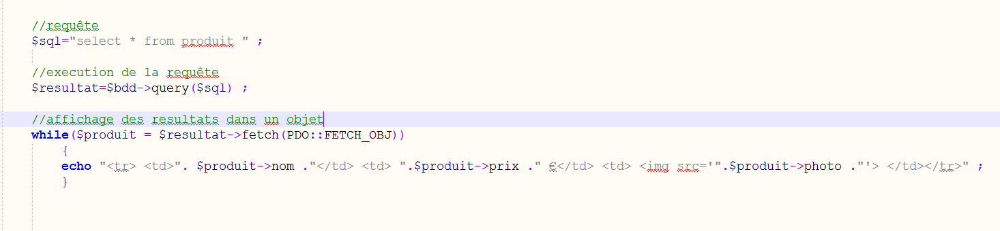 //requête
$sql="select * from produit " ;
//execution de la requête
$resultat=$bdd->query($sql) ;
//affichage des resultats dans un objet
while($produit = $resultat->fetch(PDO::FETCH_OBJ))
{
echo "<tr> <td>". $produit->nom ."</td> <td> ".$produit->prix ." €</td> <td> <img src='".$produit->photo ."'> </td></tr>" ;
}